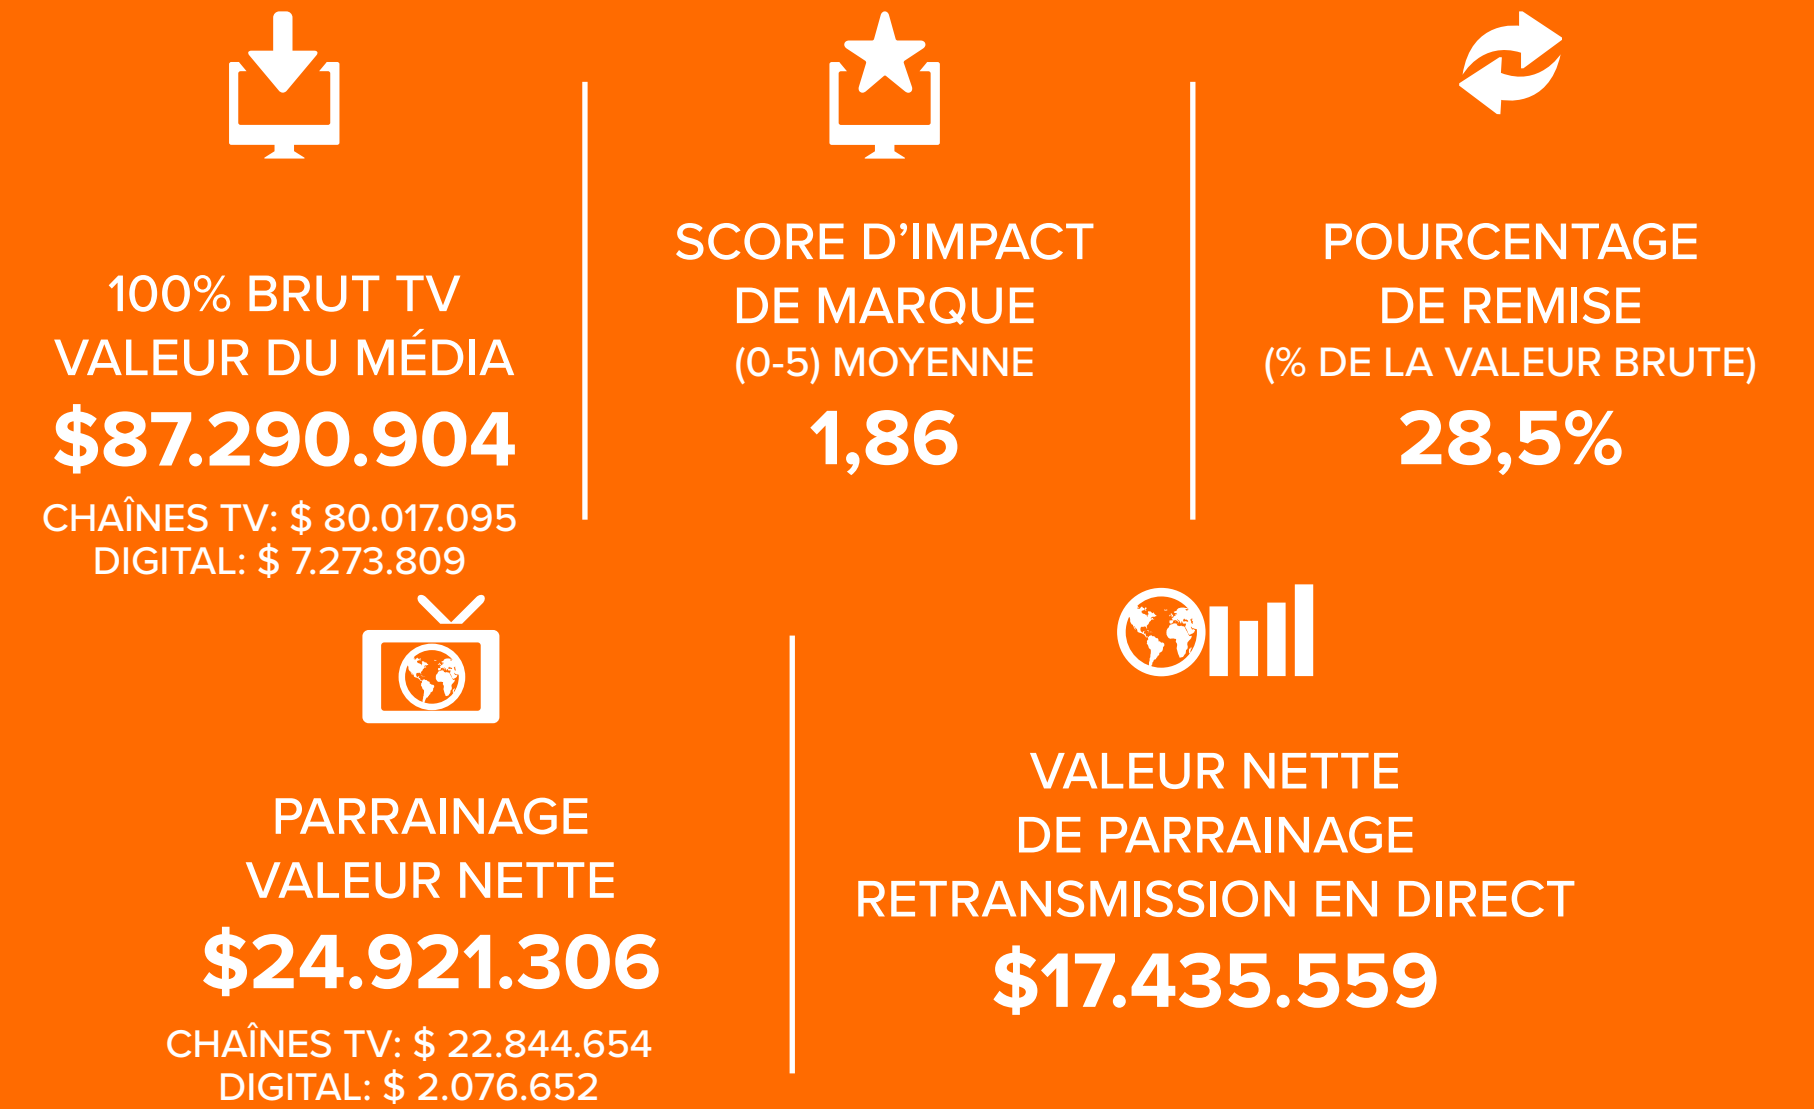 100% BRUT TV
VALEUR DU MÉDIA
$87.290.904
CHAÎNES TV: $ 80.017.095
DIGITAL: $ 7.273.809
SCORE D’IMPACT
DE MARQUE
(0-5) MOYENNE
1,86
POURCENTAGE
DE REMISE
(% DE LA VALEUR BRUTE)
28,5%
PARRAINAGE
VALEUR NETTE
$24.921.306
CHAÎNES TV: $ 22.844.654
DIGITAL: $ 2.076.652
VALEUR NETTE
DE PARRAINAGE
RETRANSMISSION EN DIRECT
$17.435.559